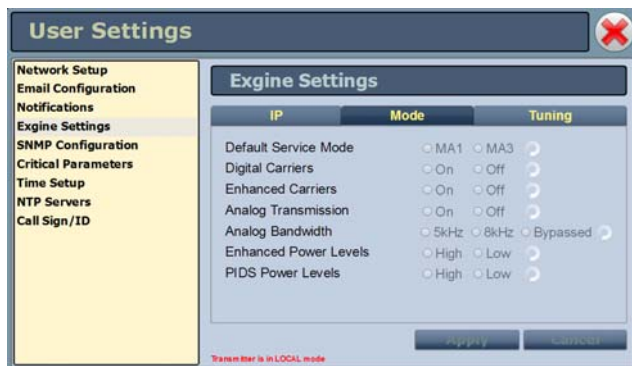 User Settings
Network Setup
Email Configuration
Notifications
Exgine Settings
SNMP Configuration
Critical Parameters
Time Setup
NTP Servers
Call Sign/ID
Exgine Settings
IP Mode Tuning
Default Service Mode MA1 MA3
Digital Carriers On Off
Enhanced Carriers On Off
Analog Transmission On Off
Analog Bandwidth 5kHz 8kHz Bypassed
Enhanced Power Levels High Low
PIDS Power Levels High Low
Apply Cancel
Transmitter is in LOCAL mode